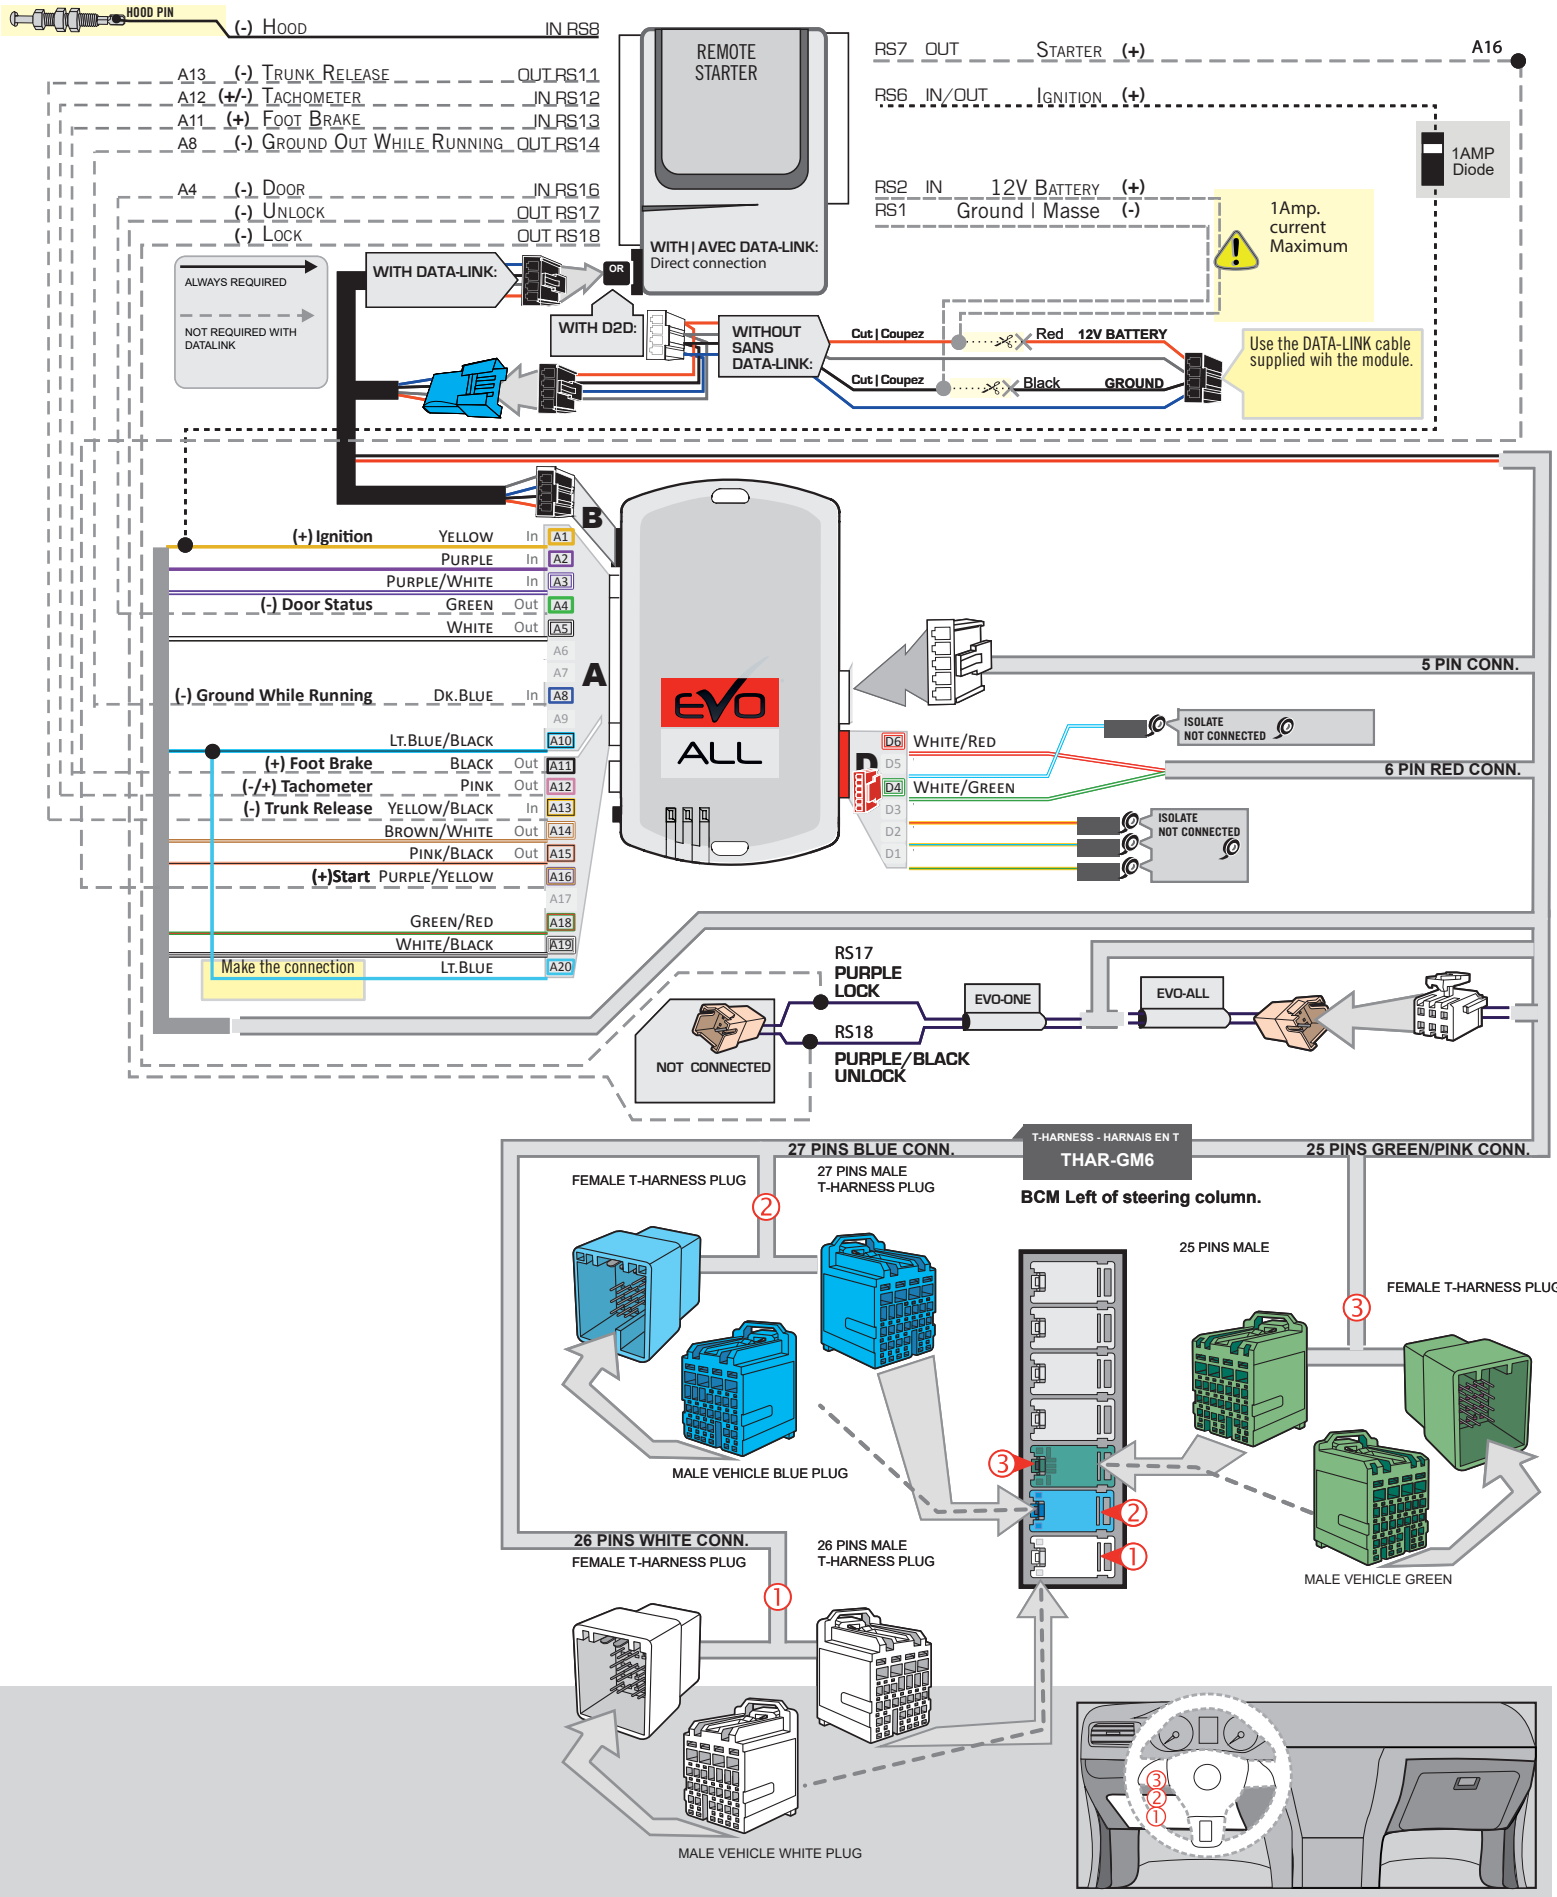 HOOD PIN
(-) Hood IN RS8
A13 (-) Trunk Release OUT RS11
A12 (+/-) Tachometer IN RS12
A11 (+) Foot Brake IN RS13
A8 (-) Ground Out While Running OUT RS14
A4 (-) Door IN RS16
(-) Unlock OUT RS17
(-) Lock OUT RS18
REMOTE
STARTER
WITH | AVEC DATA-LINK:
Direct connection
RS7 OUT Starter (+) A16
RS6 IN/OUT Ignition (+)
1AMP
Diode
RS2 IN 12V Battery (+)
RS1 Ground | Masse (-)
1Amp.
current
Maximum
ALWAYS REQUIRED
NOT REQUIRED WITH
DATALINK
WITH DATA-LINK:
OR
WITH D2D:
WITHOUT
SANS
DATA-LINK:
Cut | Coupez Red 12V BATTERY
Cut | Coupez Black GROUND
Use the DATA-LINK cable
supplied wih the module.
B
A
D
EVO
ALL
(+) Ignition Yellow In A1
Purple In A2
Purple/White In A3
(-) Door Status Green Out A4
White Out A5
A6
A7
(-) Ground While Running Dk.Blue In A8
A9
Lt.Blue/Black A10
(+) Foot Brake Black Out A11
(-/+) Tachometer Pink Out A12
(-) Trunk Release Yellow/Black In A13
Brown/White Out A14
Pink/Black Out A15
(+)Start Purple/Yellow A16
A17
Green/Red A18
White/Black A19
Make the connection Lt.Blue A20
5 PIN CONN.
D6 White/Red
D5
D4 White/Green
D3
D2
D1
ISOLATE
NOT CONNECTED
6 PIN RED CONN.
ISOLATE
NOT CONNECTED
RS17
PURPLE
LOCK
RS18
PURPLE/BLACK
UNLOCK
NOT CONNECTED
EVO-ONE
EVO-ALL
T-HARNESS - HARNAIS EN T
THAR-GM6
27 PINS BLUE CONN.
25 PINS GREEN/PINK CONN.
BCM Left of steering column.
FEMALE T-HARNESS PLUG
27 PINS MALE
T-HARNESS PLUG
2
25 PINS MALE
FEMALE T-HARNESS PLUG
3
MALE VEHICLE BLUE PLUG
3
2
1
MALE VEHICLE GREEN
26 PINS WHITE CONN.
FEMALE T-HARNESS PLUG
26 PINS MALE
T-HARNESS PLUG
1
MALE VEHICLE WHITE PLUG
3
2
1